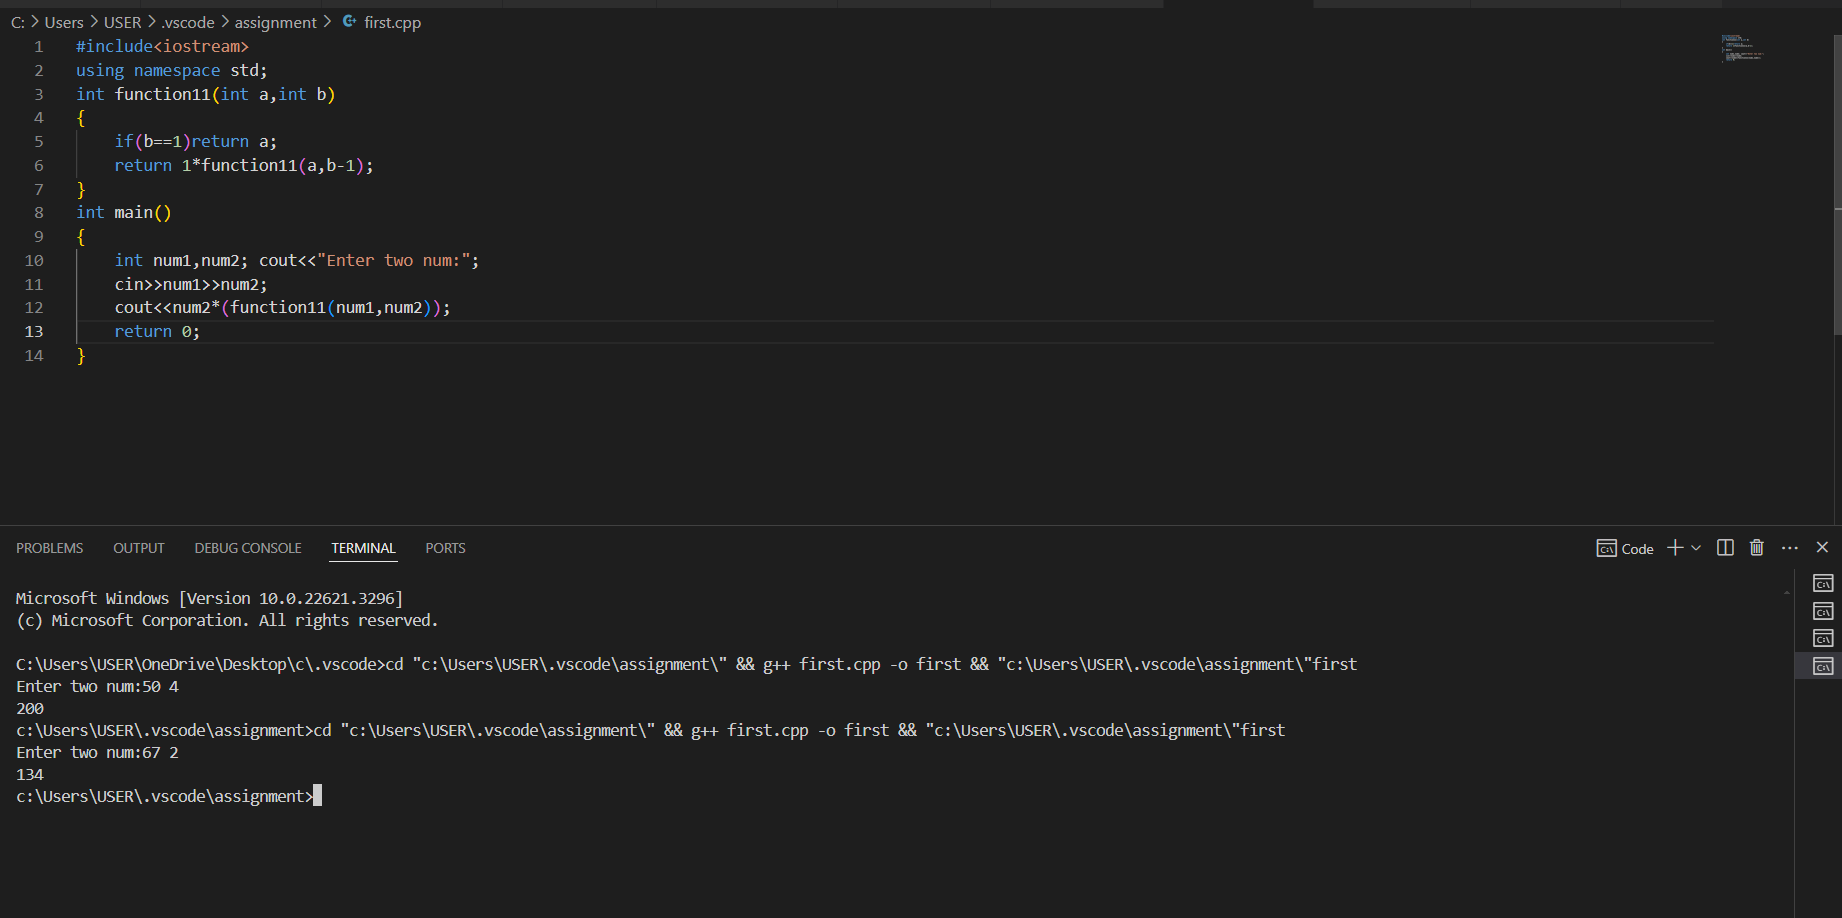 C: > Users > USER > .vscode > assignment > first.cpp
1 #include<iostream>
2 using namespace std;
3 int function11(int a,int b)
4 {
5     if(b==1)return a;
6     return 1*function11(a,b-1);
7 }
8 int main()
9 {
10     int num1,num2; cout<<"Enter two num:";
11     cin>>num1>>num2;
12     cout<<num2*(function11(num1,num2));
13     return 0;
14 }
PROBLEMS OUTPUT DEBUG CONSOLE TERMINAL PORTS Code
Microsoft Windows [Version 10.0.22621.3296]
(c) Microsoft Corporation. All rights reserved.
C:\Users\USER\OneDrive\Desktop\c\.vscode>cd "c:\Users\USER\.vscode\assignment\" && g++ first.cpp -o first && "c:\Users\USER\.vscode\assignment\"first
Enter two num:50 4
200
c:\Users\USER\.vscode\assignment>cd "c:\Users\USER\.vscode\assignment\" && g++ first.cpp -o first && "c:\Users\USER\.vscode\assignment\"first
Enter two num:67 2
134
c:\Users\USER\.vscode\assignment>